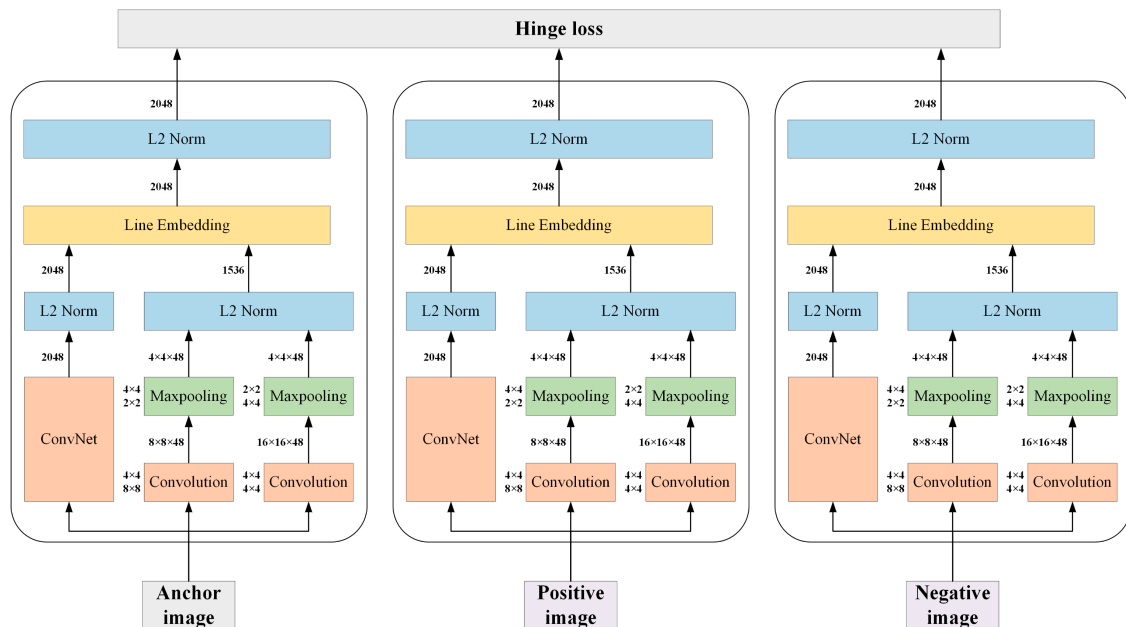 Hinge loss
2048 2048 2048
L2 Norm L2 Norm L2 Norm
2048 2048 2048
Line Embedding Line Embedding Line Embedding
2048 1536 2048 1536 2048 1536
L2 Norm L2 Norm L2 Norm L2 Norm L2 Norm L2 Norm
2048 4×4×48 4×4×48 2048 4×4×48 4×4×48 2048 4×4×48 4×4×48
4×4 Maxpooling 2×2 Maxpooling 4×4 Maxpooling 2×2 Maxpooling 4×4 Maxpooling 2×2 Maxpooling
2×2 4×4 2×2 4×4 2×2 4×4
ConvNet 8×8×48 16×16×48 ConvNet 8×8×48 16×16×48 ConvNet 8×8×48 16×16×48
4×4 Convolution 4×4 Convolution 4×4 Convolution 4×4 Convolution 4×4 Convolution 4×4 Convolution
8×8 4×4 8×8 4×4 8×8 4×4
Anchor Positive Negative
image image image